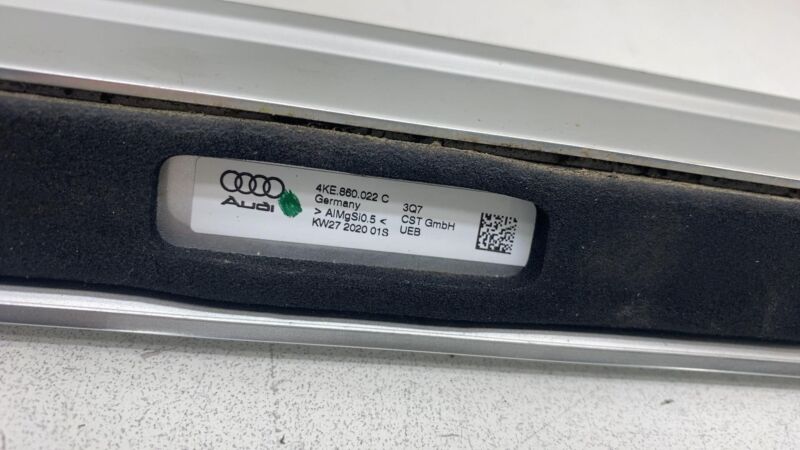 Audi
4KE.860.022 C 3Q7
Germany CST GmbH
> AlMgSi0.5 < UEB
KW27 2020 01S